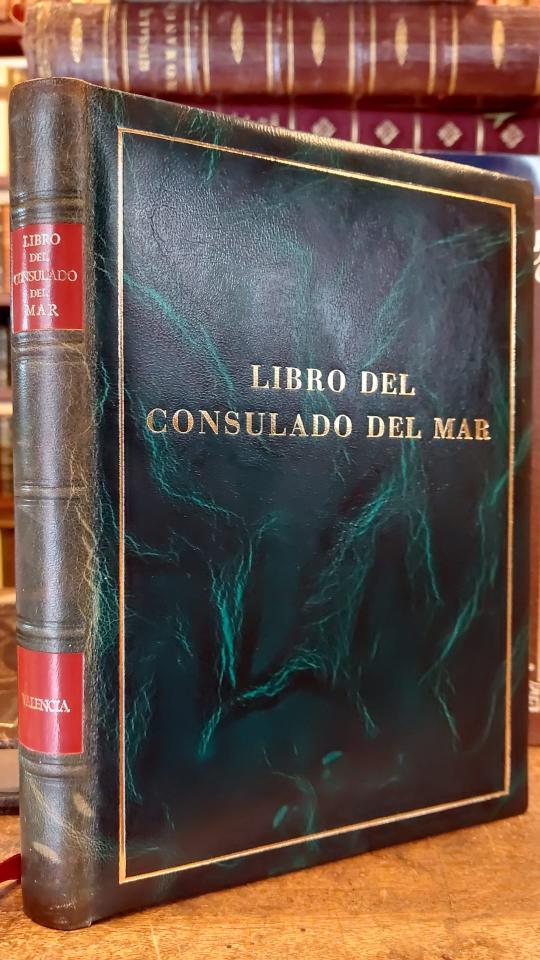 LIBRO
DEL
CONSULADO
DEL
MAR
VALENCIA
LIBRO DEL
CONSULADO DEL MAR